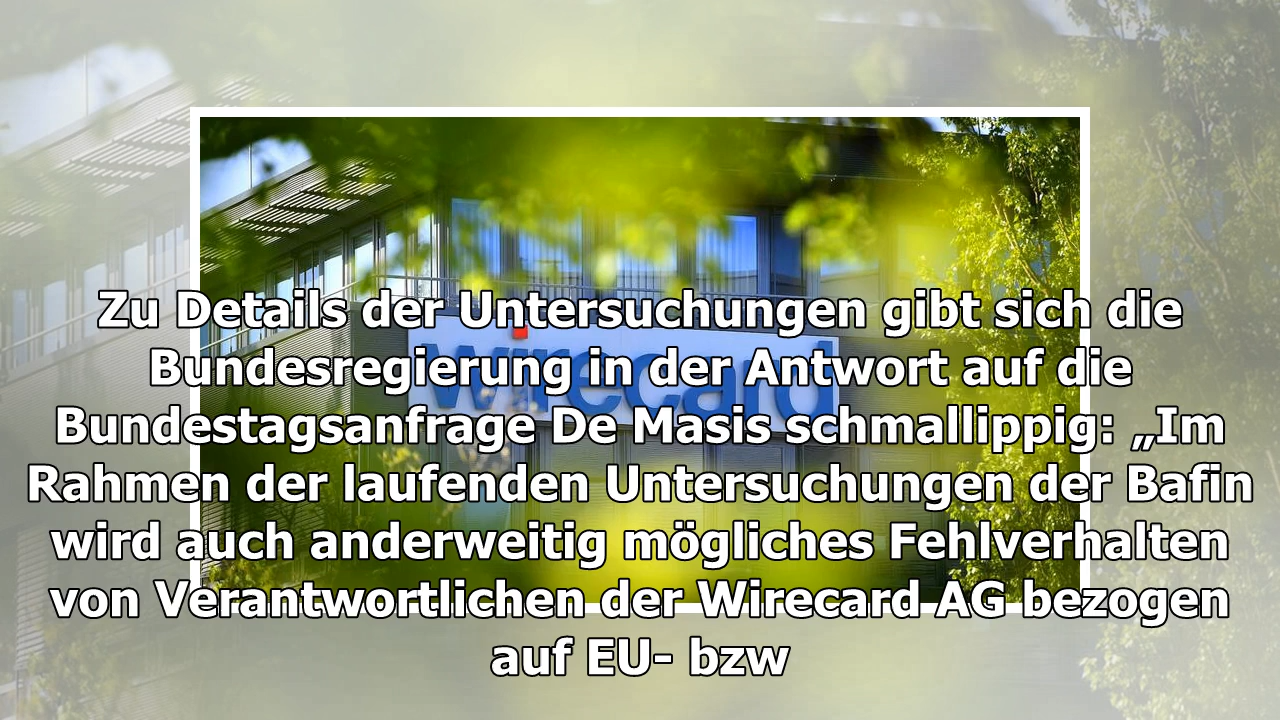 Zu Details der Untersuchungen gibt sich die
Bundesregierung in der Antwort auf die
wirecard
Bundestagsanfrage De Masis schmallippig: „Im
Rahmen der laufenden Untersuchungen der Bafin
wird auch anderweitig mögliches Fehlverhalten
von Verantwortlichen der Wirecard AG bezogen
auf EU- bzw